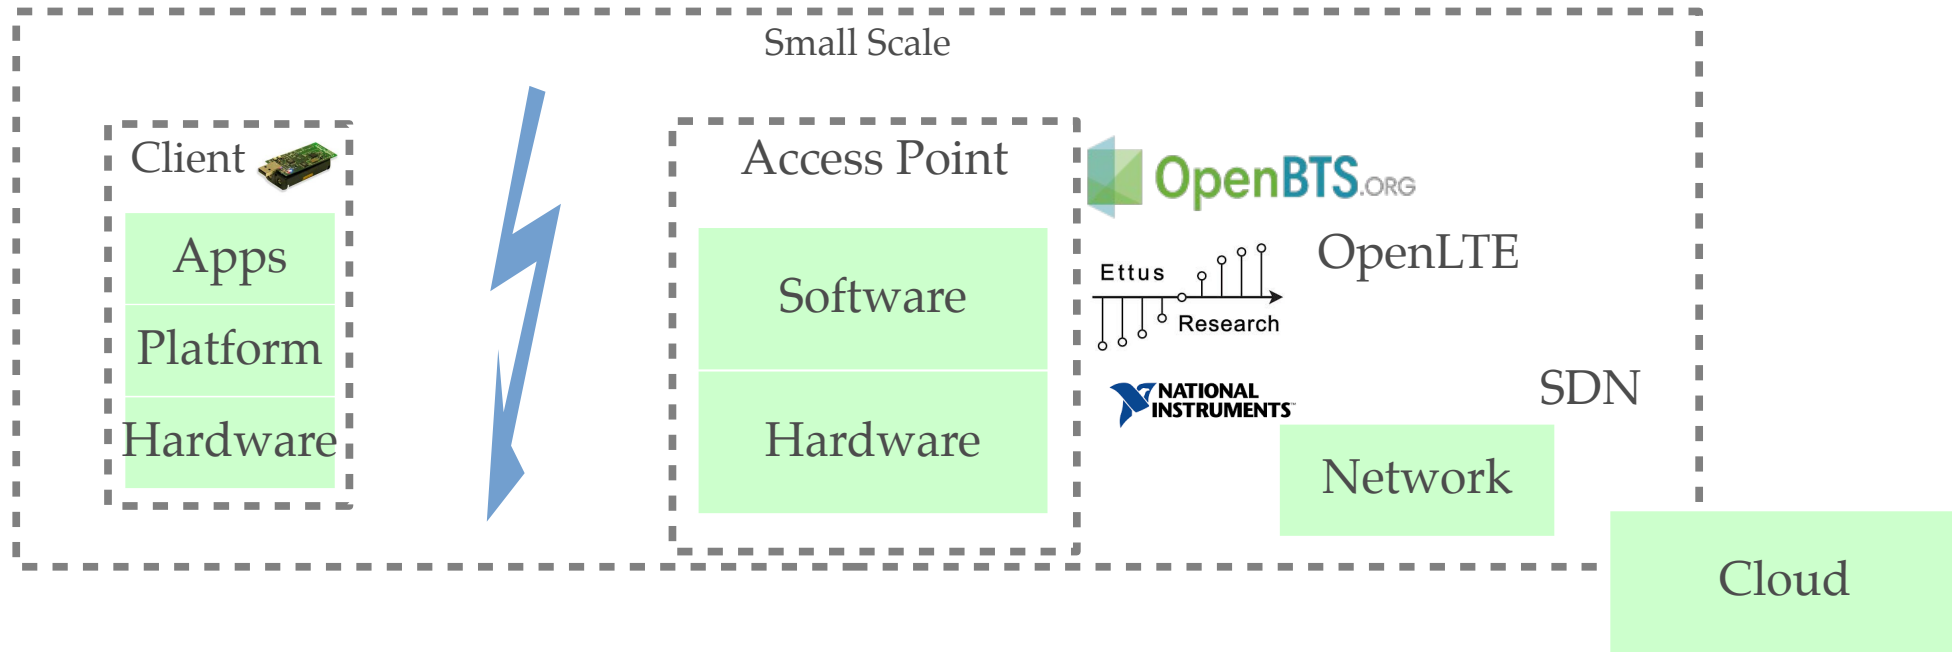 Small Scale
Client
Apps
Platform
Hardware
Access Point
Software
Hardware
OpenBTS.ORG
OpenLTE
Ettus
Research
NATIONAL
INSTRUMENTS™
SDN
Network
Cloud